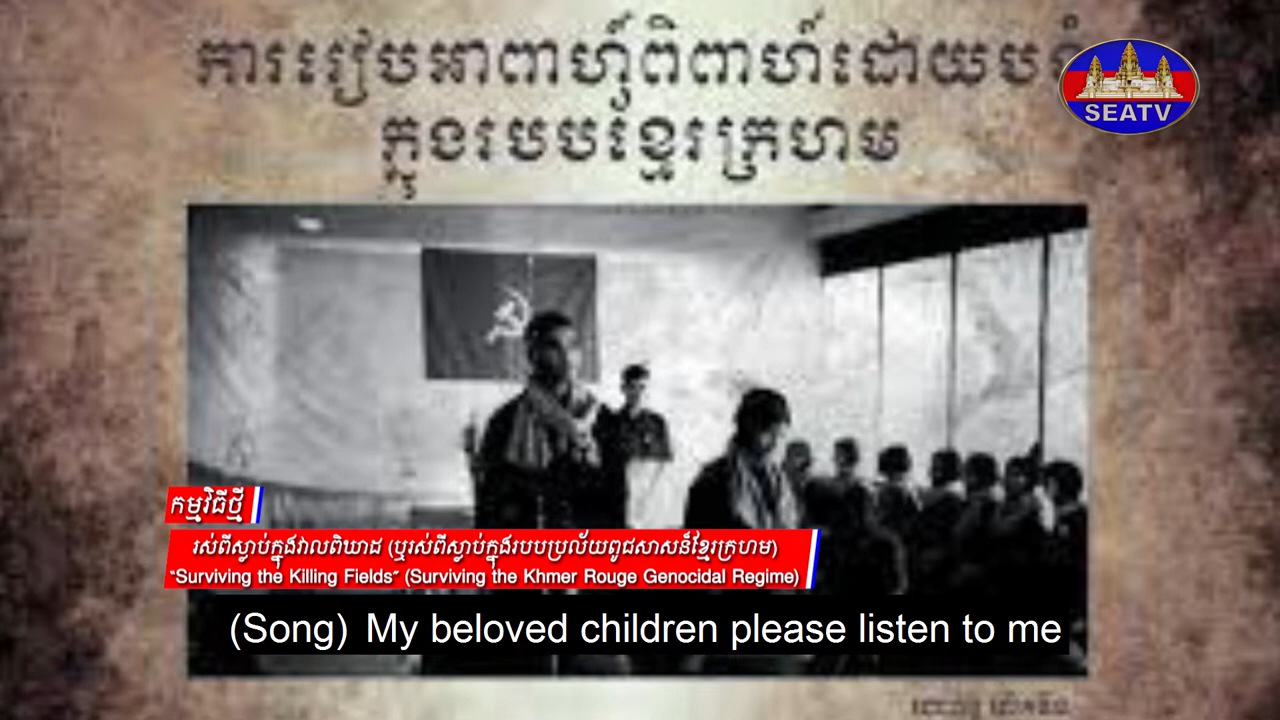 ការរៀបអាពាហ៍ពិពាហ៍ដោយបង្ខំ
ក្នុងរបបខ្មែរក្រហម
SEATV
កម្មវិធីថ្មី
រស់ពីស្លាប់ក្នុងវាលពិឃាដ (ឬរស់ពីស្លាប់ក្នុងរបបប្រល័យពូជសាសន៏ខ្មែរក្រហម)
“Surviving the Killing Fields” (Surviving the Khmer Rouge Genocidal Regime)
(Song) My beloved children please listen to me